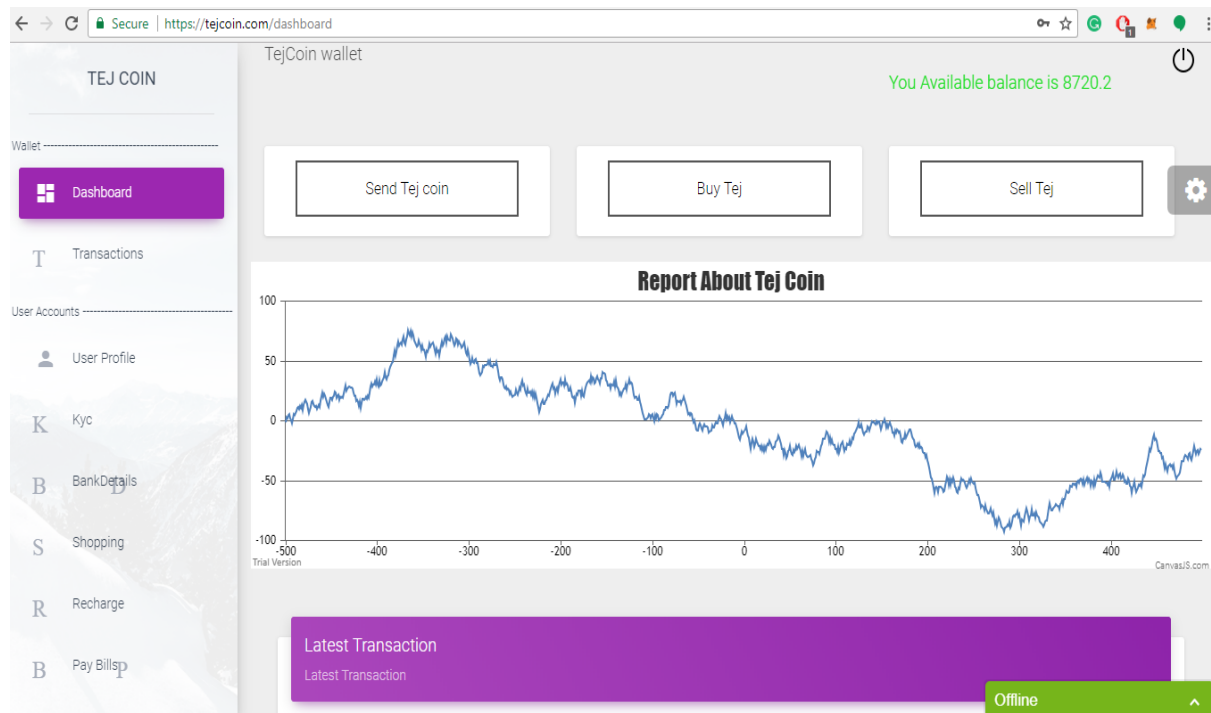 Secure | https://tejcoin.com/dashboard
1
TEJ COIN
Wallet ------------------------------------------------
Dashboard
T Transactions
User Accounts ------------------------------------------
User Profile
K Kyc
B BankDetails D
S Shopping
R Recharge
B Pay Bills P
TejCoin wallet
You Available balance is 8720.2
Send Tej coin
Buy Tej
Sell Tej
Report About Tej Coin
100
50
0
-50
-100
-500 -400 -300 -200 -100 0 100 200 300 400
Trial Version
CanvasJS.com
Latest Transaction
Latest Transaction
Offline